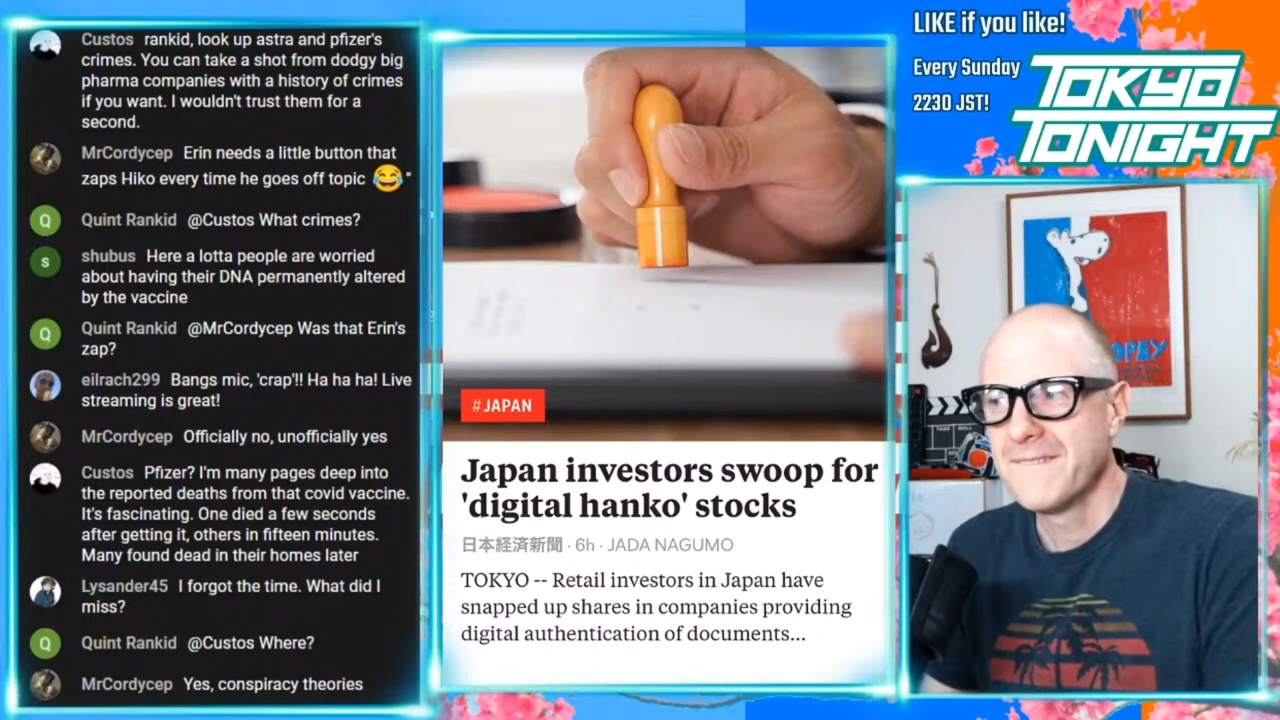 Custos rankid, look up astra and pfizer's
crimes. You can take a shot from dodgy big
pharma companies with a history of crimes
if you want. I wouldn't trust them for a
second.
MrCordycep Erin needs a little button that
zaps Hiko every time he goes off topic 😂"
Q Quint Rankid @Custos What crimes?
s shubus Here a lotta people are worried
about having their DNA permanently altered
by the vaccine
Q Quint Rankid @MrCordycep Was that Erin's
zap?
eilrach299 Bangs mic, 'crap'!! Ha ha ha! Live
streaming is great!
MrCordycep Officially no, unofficially yes
Custos Pfizer? I'm many pages deep into
the reported deaths from that covid vaccine.
It's fascinating. One died a few seconds
after getting it, others in fifteen minutes.
Many found dead in their homes later
Lysander45 I forgot the time. What did I
miss?
Q Quint Rankid @Custos Where?
MrCordycep Yes, conspiracy theories
#JAPAN
Japan investors swoop for
'digital hanko' stocks
日本経済新聞 · 6h · JADA NAGUMO
TOKYO -- Retail investors in Japan have
snapped up shares in companies providing
digital authentication of documents...
LIKE if you like!
Every Sunday
2230 JST!
TOKYO
TONIGHT